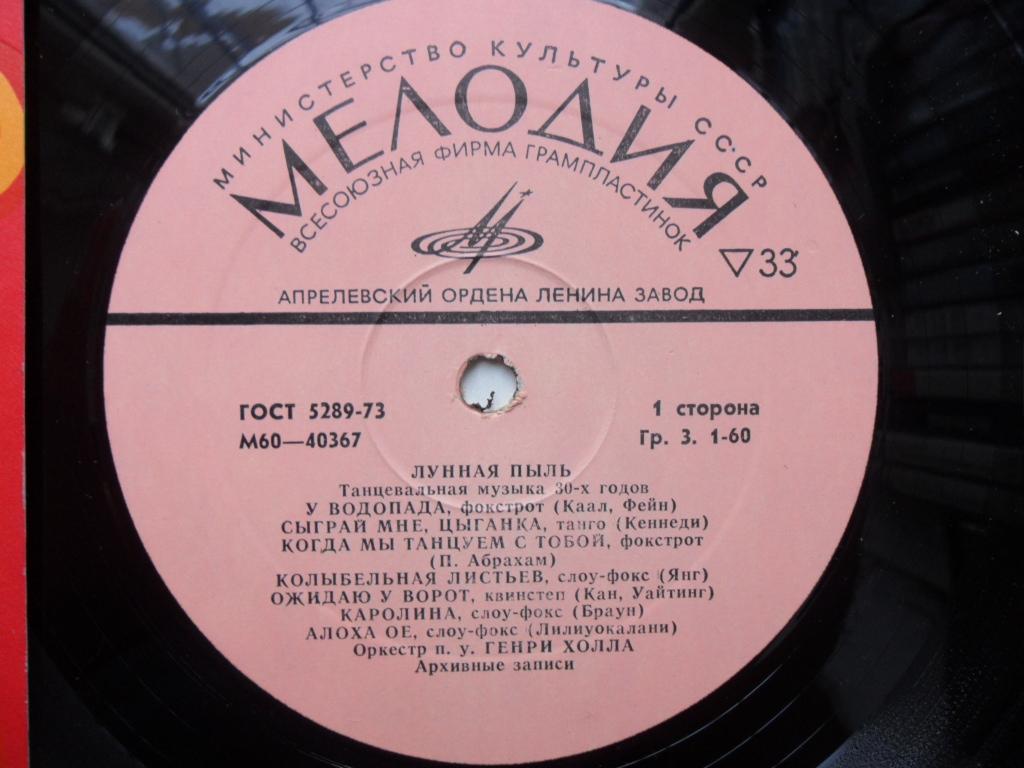 МИНИСТЕРСТВО КУЛЬТУРЫ СССР
МЕЛОДИЯ
ВСЕСОЮЗНАЯ ФИРМА ГРАМПЛАСТИНОК
▽33
АПРЕЛЕВСКИЙ ОРДЕНА ЛЕНИНА ЗАВОД
ГОСТ 5289-73
1 сторона
М60—40367
Гр. 3. 1-60
ЛУННАЯ ПЫЛЬ
Танцевальная музыка 30-х годов
У ВОДОПАДА, фокстрот (Каал, Фейн)
СЫГРАЙ МНЕ, ЦЫГАНКА, танго (Кеннеди)
КОГДА МЫ ТАНЦУЕМ С ТОБОЙ, фокстрот
(П. Абрахам)
КОЛЫБЕЛЬНАЯ ЛИСТЬЕВ, слоу-фокс (Янг)
ОЖИДАЮ У ВОРОТ, квинстеп (Кан, Уайтинг)
КАРОЛИНА, слоу-фокс (Браун)
АЛОХА ОЕ, слоу-фокс (Лилиуокалани)
Оркестр п. у. ГЕНРИ ХОЛЛА
Архивные записи